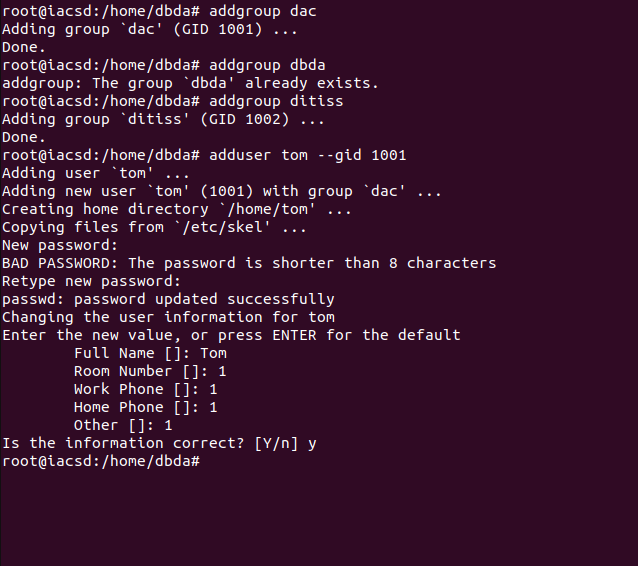 root@iacsd:/home/dbda# addgroup dac
Adding group `dac' (GID 1001) ...
Done.
root@iacsd:/home/dbda# addgroup dbda
addgroup: The group `dbda' already exists.
root@iacsd:/home/dbda# addgroup ditiss
Adding group `ditiss' (GID 1002) ...
Done.
root@iacsd:/home/dbda# adduser tom --gid 1001
Adding user `tom' ...
Adding new user `tom' (1001) with group `dac' ...
Creating home directory `/home/tom' ...
Copying files from `/etc/skel' ...
New password:
BAD PASSWORD: The password is shorter than 8 characters
Retype new password:
passwd: password updated successfully
Changing the user information for tom
Enter the new value, or press ENTER for the default
        Full Name []: Tom
        Room Number []: 1
        Work Phone []: 1
        Home Phone []: 1
        Other []: 1
Is the information correct? [Y/n] y
root@iacsd:/home/dbda#